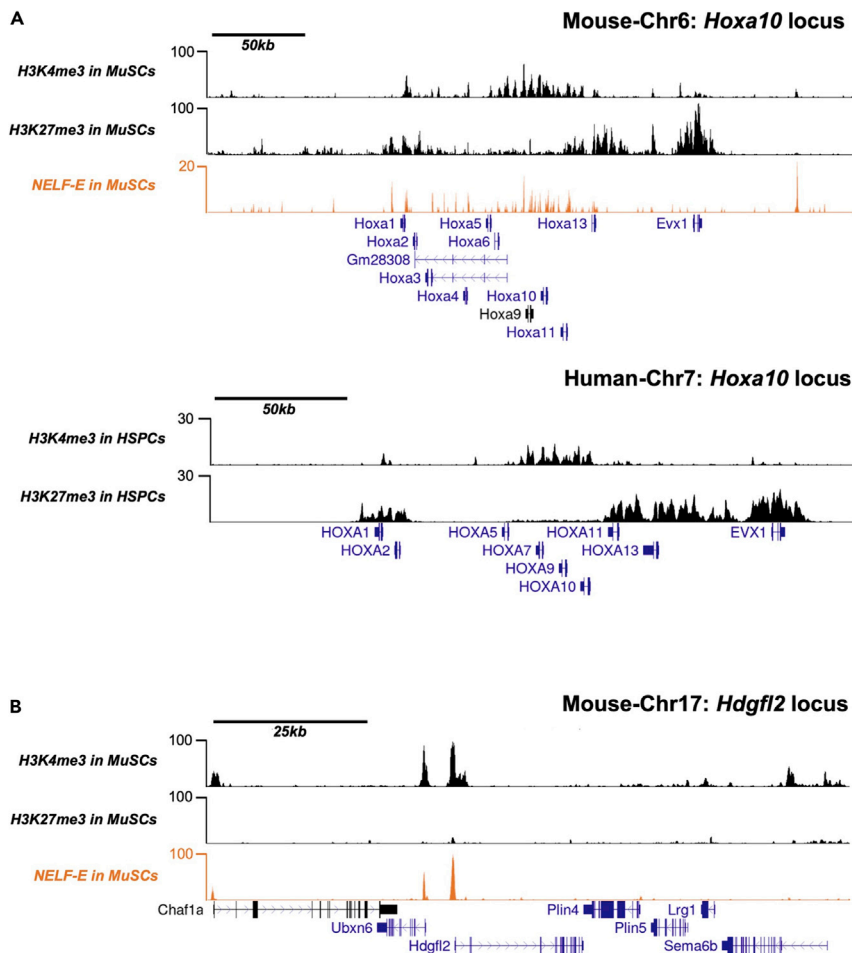 A
Mouse-Chr6: Hoxa10 locus
50kb
100
H3K4me3 in MuSCs
100
H3K27me3 in MuSCs
20
NELF-E in MuSCs
Hoxa1 Hoxa5 Hoxa13 Evx1
Hoxa2 Hoxa6
Gm28308
Hoxa3
Hoxa4 Hoxa10
Hoxa9
Hoxa11
Human-Chr7: Hoxa10 locus
50kb
30
H3K4me3 in HSPCs
30
H3K27me3 in HSPCs
HOXA1 HOXA5 HOXA11 EVX1
HOXA2 HOXA7 HOXA13
HOXA9
HOXA10
B
Mouse-Chr17: Hdgfl2 locus
25kb
100
H3K4me3 in MuSCs
100
H3K27me3 in MuSCs
100
NELF-E in MuSCs
Chaf1a Plin4 Lrg1
Ubxn6 Plin5
Hdgfl2 Sema6b